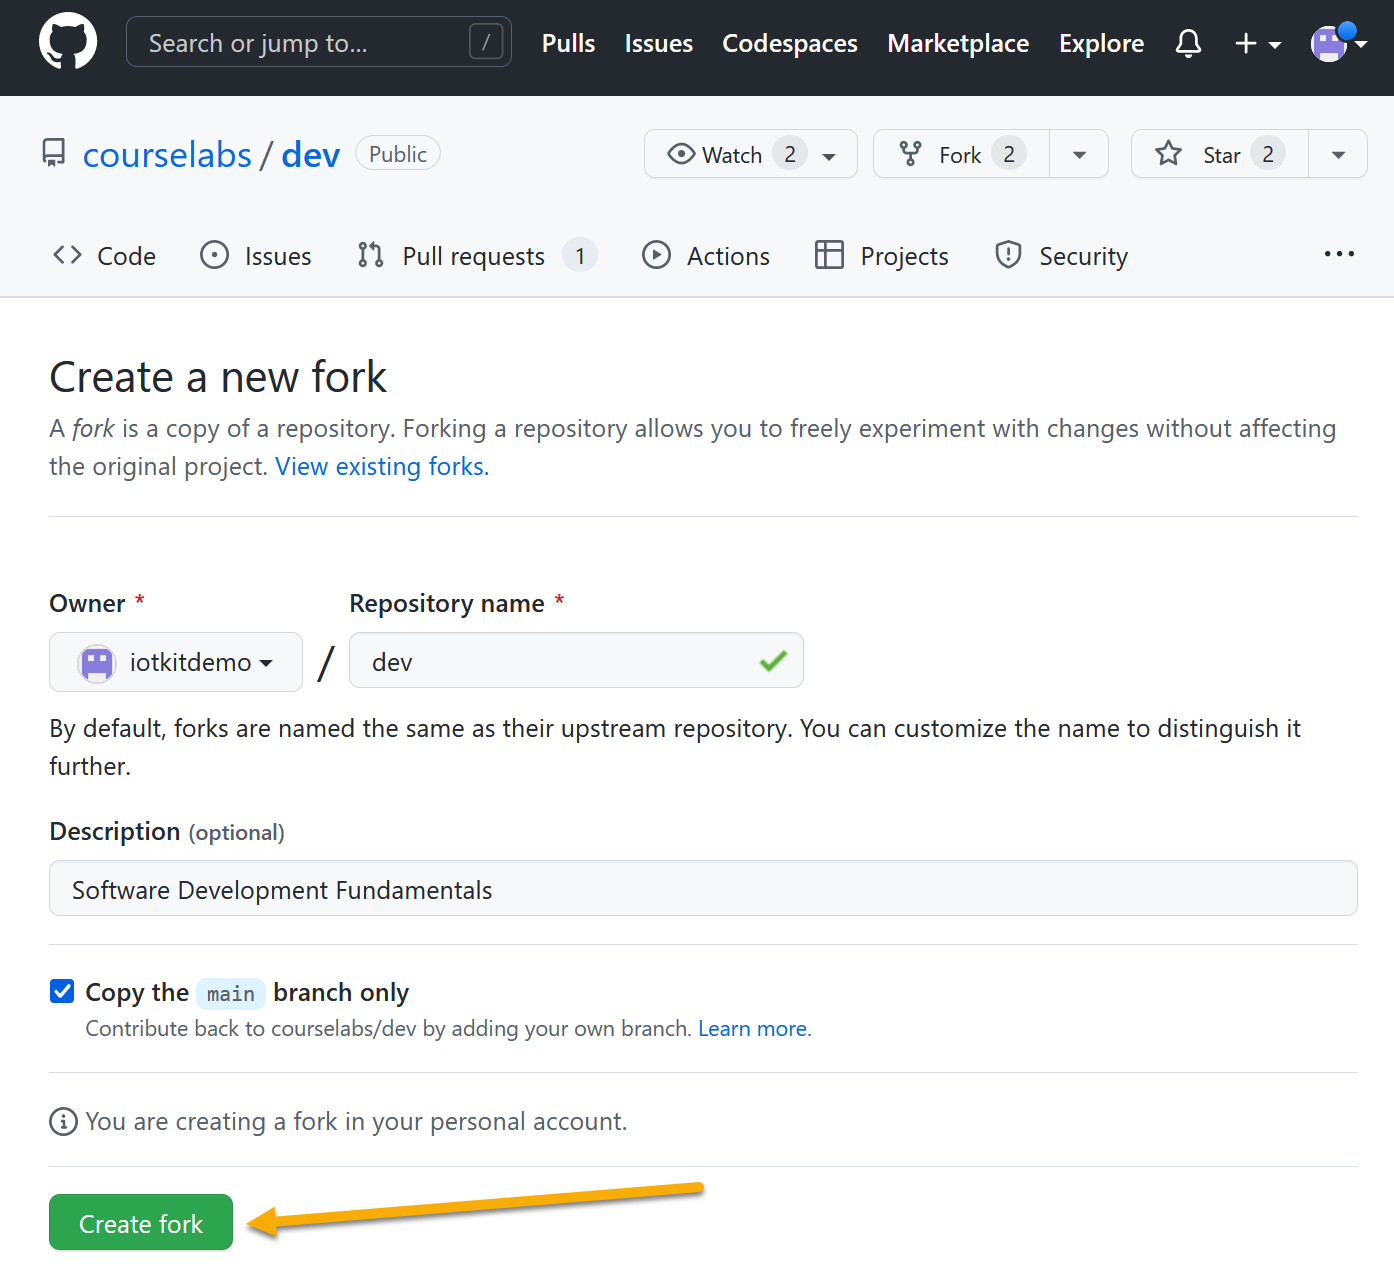 Search or jump to... / Pulls Issues Codespaces Marketplace Explore
courselabs / dev Public Watch 2 Fork 2 Star 2
Code Issues Pull requests 1 Actions Projects Security
Create a new fork
A fork is a copy of a repository. Forking a repository allows you to freely experiment with changes without affecting
the original project. View existing forks.
Owner * Repository name *
iotkitdemo / dev
By default, forks are named the same as their upstream repository. You can customize the name to distinguish it
further.
Description (optional)
Software Development Fundamentals
Copy the main branch only
Contribute back to courselabs/dev by adding your own branch. Learn more.
You are creating a fork in your personal account.
Create fork